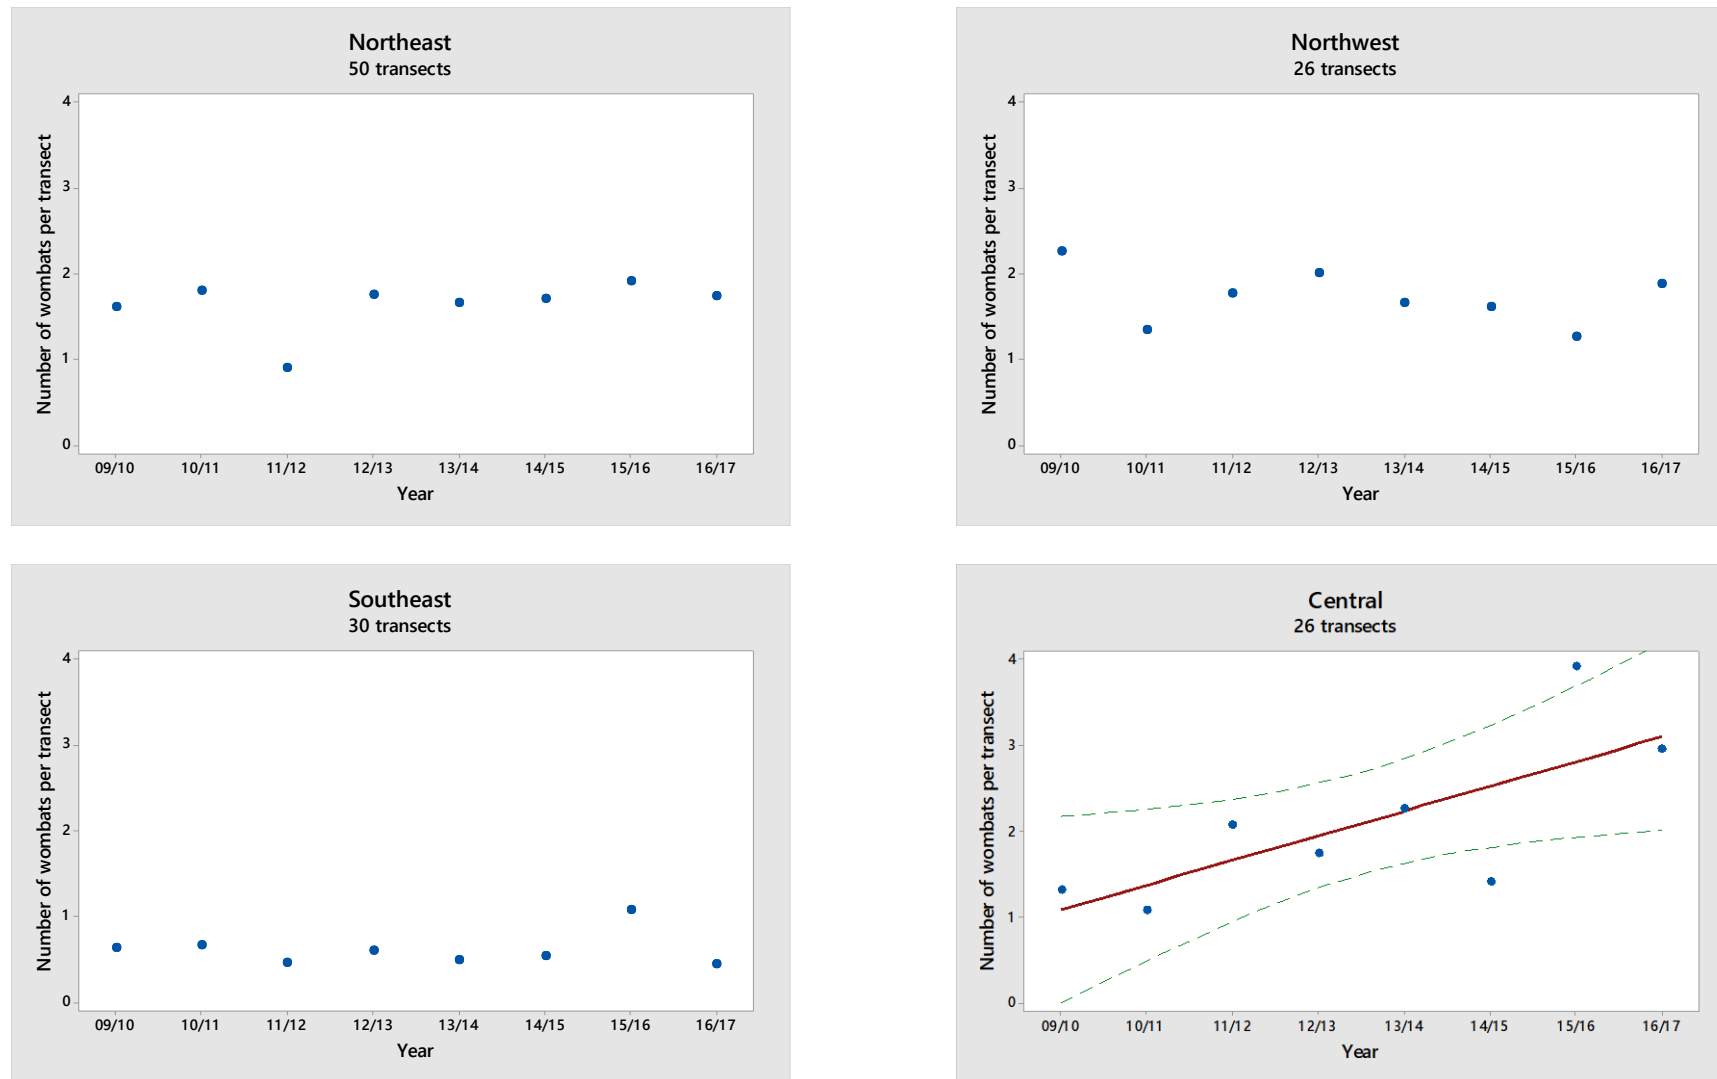 Northeast
50 transects
Number of wombats per transect
4
3
2
1
0
09/10 10/11 11/12 12/13 13/14 14/15 15/16 16/17
Year
Northwest
26 transects
Number of wombats per transect
4
3
2
1
0
09/10 10/11 11/12 12/13 13/14 14/15 15/16 16/17
Year
Southeast
30 transects
Number of wombats per transect
4
3
2
1
0
09/10 10/11 11/12 12/13 13/14 14/15 15/16 16/17
Year
Central
26 transects
Number of wombats per transect
4
3
2
1
0
09/10 10/11 11/12 12/13 13/14 14/15 15/16 16/17
Year